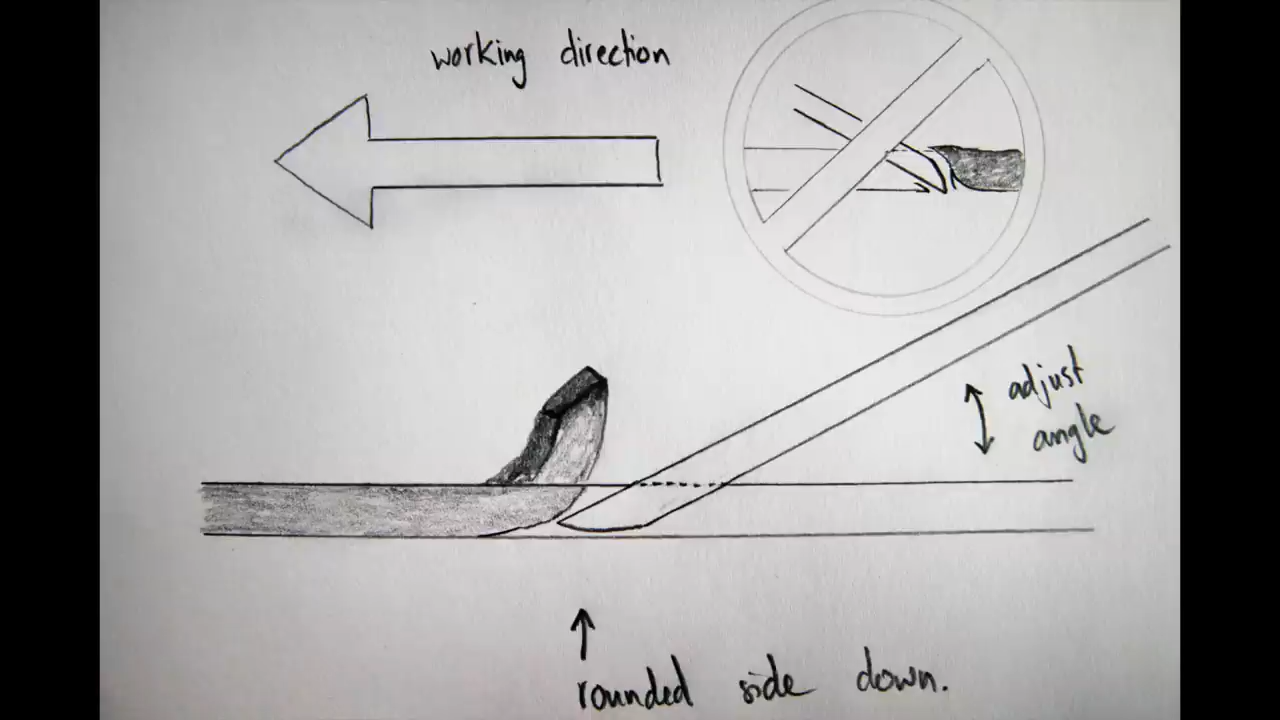 working direction
adjust
angle
rounded side down.